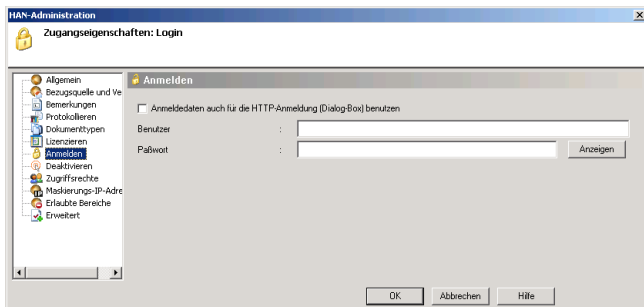 HAN-Administration
Zugangseigenschaften: Login
Allgemein
Bezugsquelle und Ve
Bemerkungen
Protokollieren
Dokumenttypen
Lizenzieren
Anmelden
Deaktivieren
Zugriffsrechte
Maskierungs-IP-Adre
Erlaubte Bereiche
Erweitert
Anmelden
Anmeldedaten auch für die HTTP-Anmeldung (Dialog-Box) benutzen
Benutzer :
Paßwort : Anzeigen
OK Abbrechen Hilfe